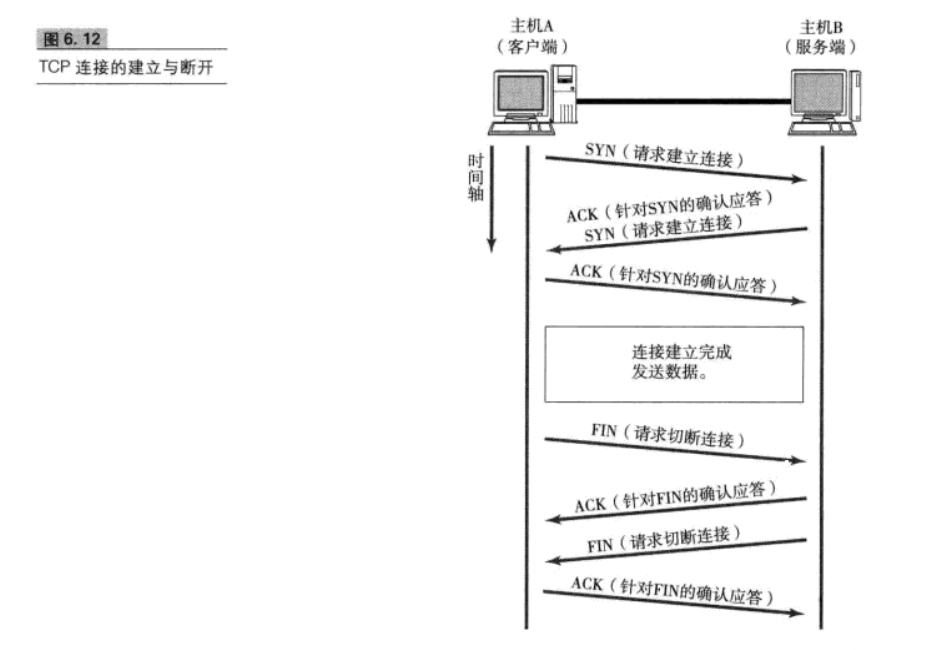 图 6.12
TCP 连接的建立与断开
主机A
（客户端）
主机B
（服务端）
时间轴
SYN（请求建立连接）
ACK（针对SYN的确认应答）
SYN（请求建立连接）
ACK（针对SYN的确认应答）
连接建立完成
发送数据。
FIN（请求切断连接）
ACK（针对FIN的确认应答）
FIN（请求切断连接）
ACK（针对FIN的确认应答）